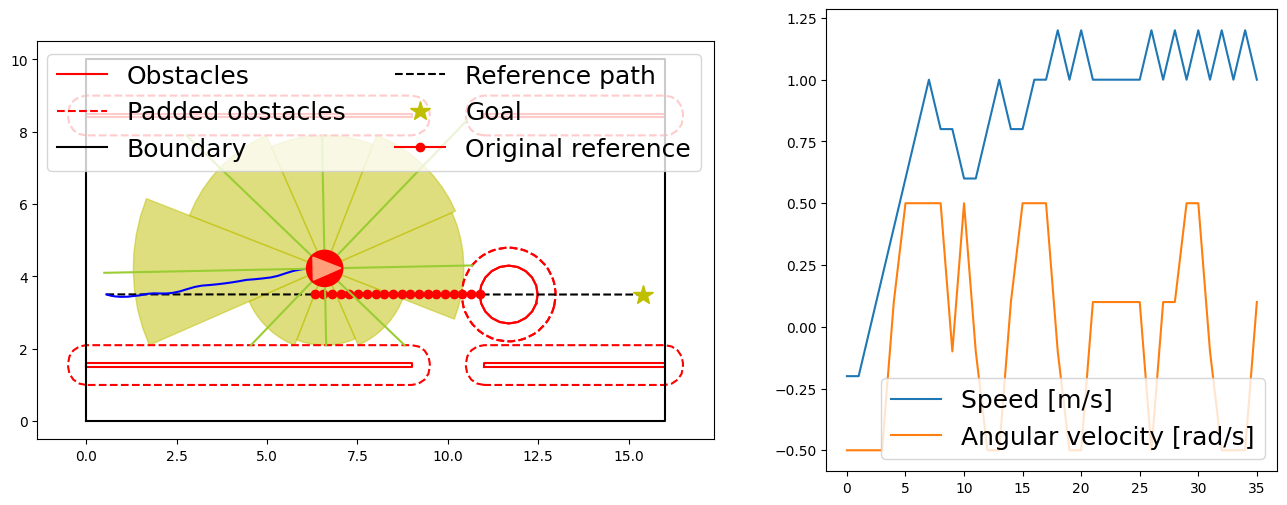 Obstacles
Padded obstacles
Boundary
Reference path
Goal
Original reference
10
8
6
4
2
0
0.0 2.5 5.0 7.5 10.0 12.5 15.0
1.25
1.00
0.75
0.50
0.25
0.00
−0.25
−0.50
Speed [m/s]
Angular velocity [rad/s]
0 5 10 15 20 25 30 35